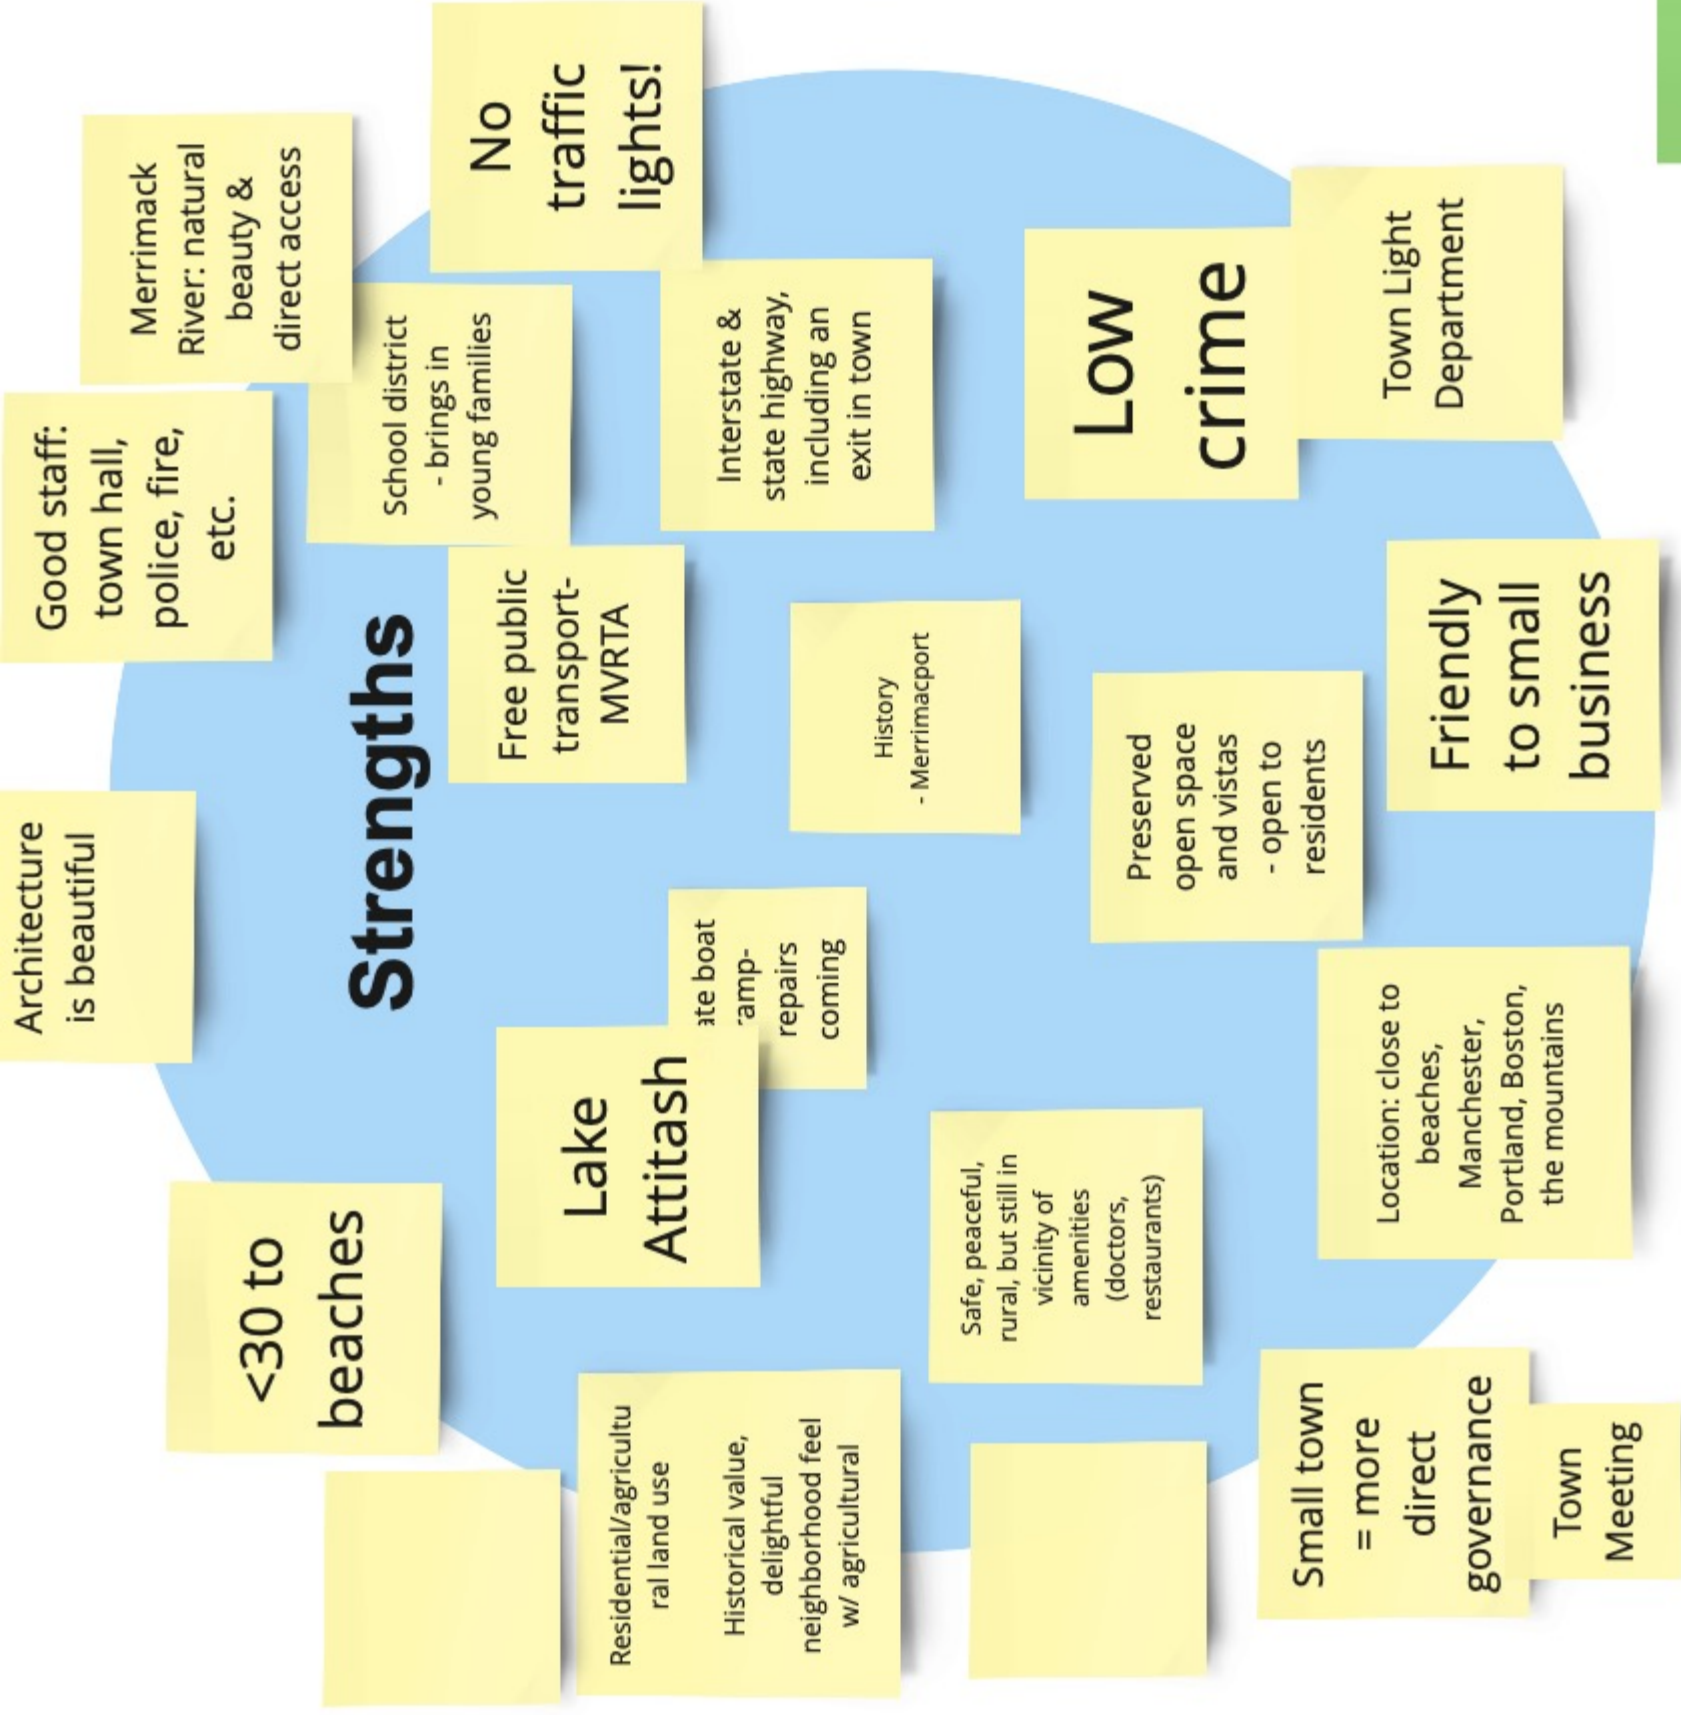 Architecture
is beautiful
Good staff:
town hall,
police, fire,
etc.
Merrimack
River: natural
beauty &
direct access
<30 to
beaches
Strengths
School district
- brings in
young families
No
traffic
lights!
Free public
transport-
MVRTA
Lake
Attitash
ate boat
ramp-
repairs
coming
Residential/agricultu
ral land use
Historical value,
delightful
neighborhood feel
w/ agricultural
Interstate &
state highway,
including an
exit in town
History
- Merrimacport
Safe, peaceful,
rural, but still in
vicinity of
amenities
(doctors,
restaurants)
Low
crime
Preserved
open space
and vistas
- open to
residents
Small town
= more
direct
governance
Town Light
Department
Location: close to
beaches,
Manchester,
Portland, Boston,
the mountains
Friendly
to small
business
Town
Meeting